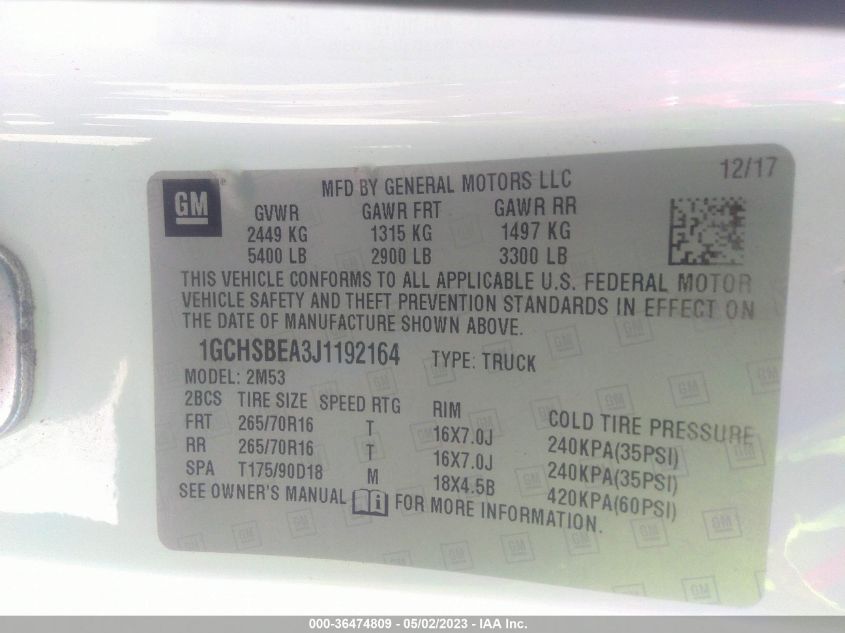 12/17
GM
MFD BY GENERAL MOTORS LLC
GVWR GAWR FRT GAWR RR
2449 KG 1315 KG 1497 KG
5400 LB 2900 LB 3300 LB
THIS VEHICLE CONFORMS TO ALL APPLICABLE U.S. FEDERAL MOTOR
VEHICLE SAFETY AND THEFT PREVENTION STANDARDS IN EFFECT ON
THE DATE OF MANUFACTURE SHOWN ABOVE.
1GCHSBEA3J1192164 TYPE: TRUCK
MODEL: 2M53
2BCS TIRE SIZE SPEED RTG RIM COLD TIRE PRESSURE
FRT 265/70R16 T 16X7.0J 240KPA(35PSI)
RR 265/70R16 T 16X7.0J 240KPA(35PSI)
SPA T175/90D18 M 18X4.5B 420KPA(60PSI)
SEE OWNER'S MANUAL FOR MORE INFORMATION.
000-36474809 - 05/02/2023 - IAA Inc.